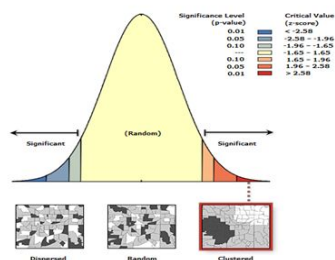 Significance Level
(p-value)
Critical Value
(z-score)
0.01 < -2.58
0.05 -2.58 - -1.96
0.10 -1.96 - -1.65
--- -1.65 - 1.65
0.10 1.65 - 1.96
0.05 1.96 - 2.58
0.01 > 2.58
(Random)
Significant
Significant
Dispersed
Random
Clustered